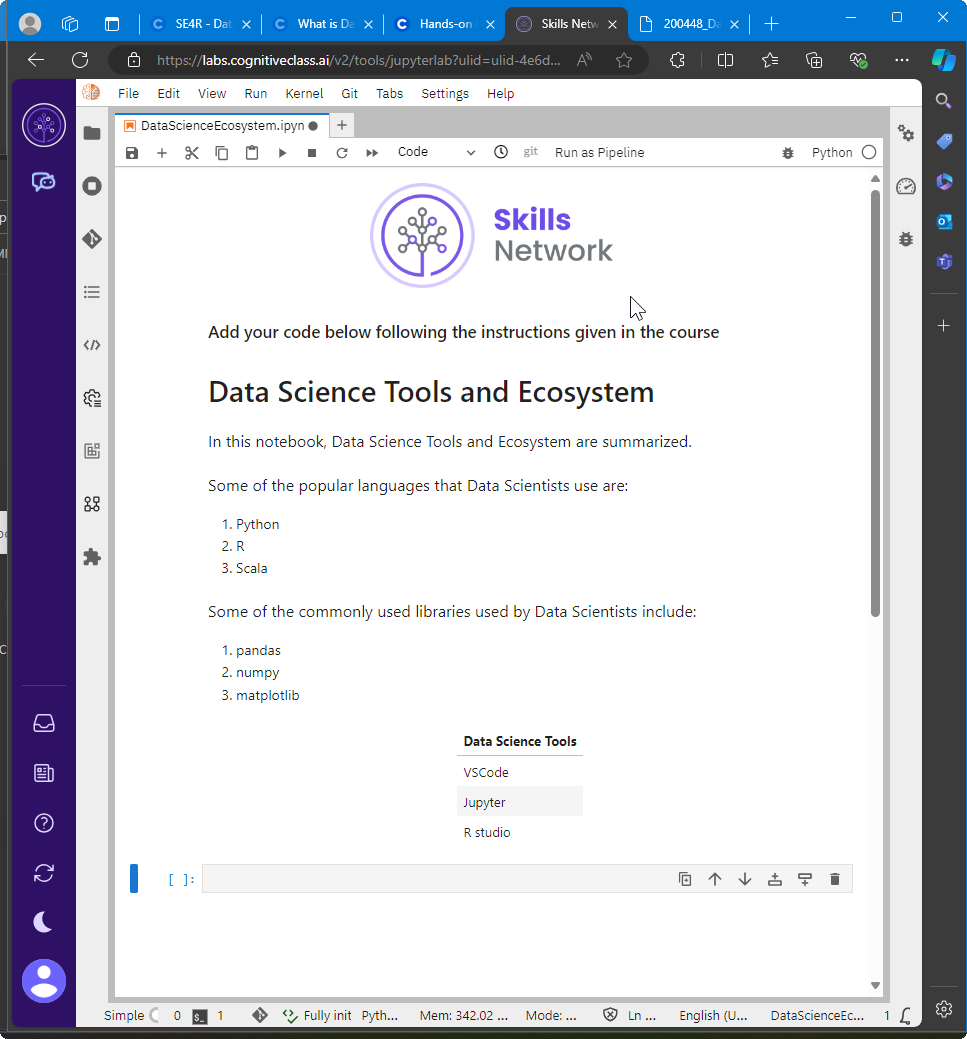 SE4R - Dat
What is Da
Hands-on
Skills Netw
200448_Da
https://labs.cognitiveclass.ai/v2/tools/jupyterlab?ulid=ulid-4e6d...
File Edit View Run Kernel Git Tabs Settings Help
DataScienceEcosystem.ipyn
Code
git
Run as Pipeline
Python
Skills
Network
Add your code below following the instructions given in the course
Data Science Tools and Ecosystem
In this notebook, Data Science Tools and Ecosystem are summarized.
Some of the popular languages that Data Scientists use are:
1. Python
2. R
3. Scala
Some of the commonly used libraries used by Data Scientists include:
1. pandas
2. numpy
3. matplotlib
Data Science Tools
VSCode
Jupyter
R studio
[ ]:
Simple 0 1 Fully init Pyth... Mem: 342.02 ... Mode: ... Ln ... English (U... DataScienceEc... 1